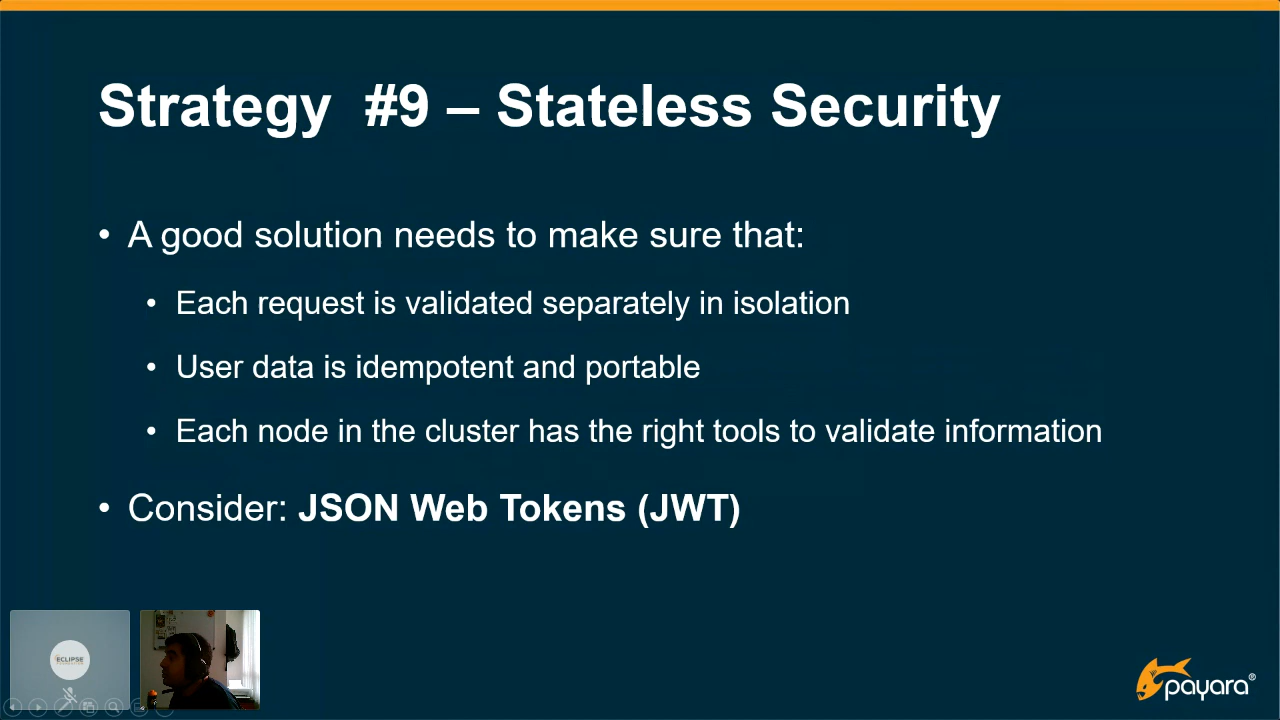 Strategy  #9 – Stateless Security
• A good solution needs to make sure that:
• Each request is validated separately in isolation
• User data is idempotent and portable
• Each node in the cluster has the right tools to validate information
• Consider: JSON Web Tokens (JWT)
ECLIPSE
FOUNDATION
payara®